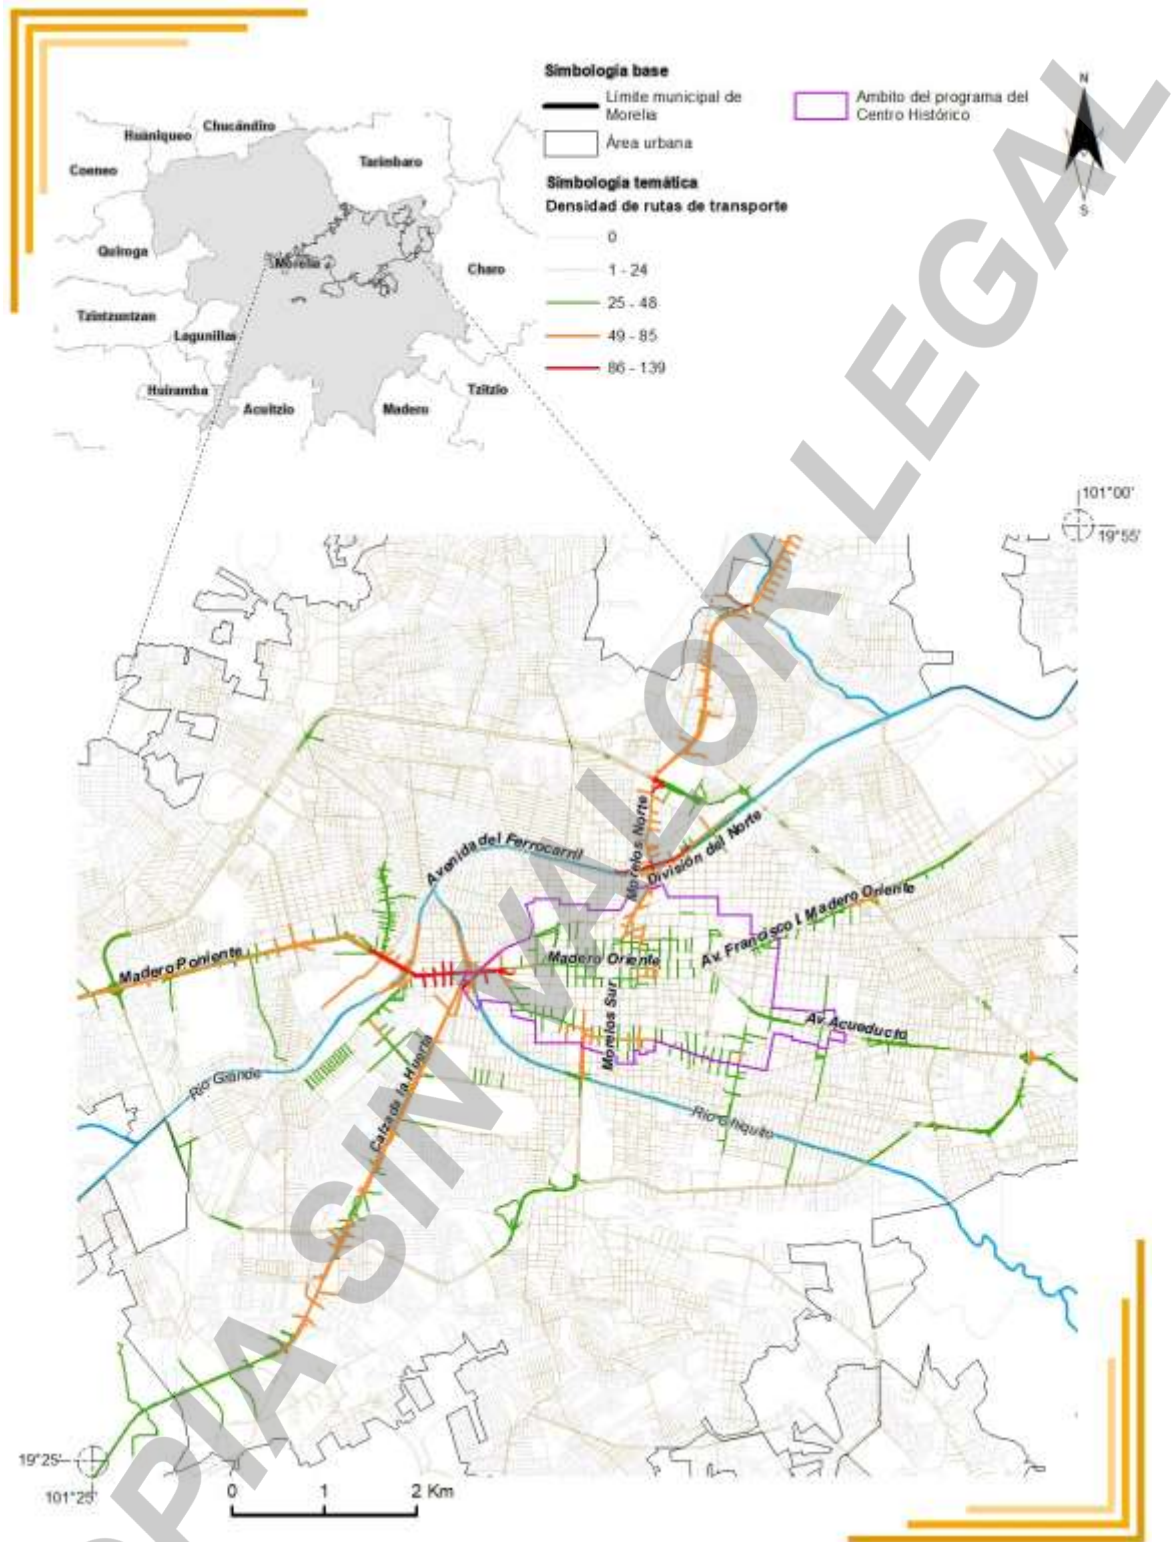 Simbología base
Límite municipal de
Morelia
Área urbana
Ambito del programa del
Centro Histórico
Simbología temática
Densidad de rutas de transporte
0
1 - 24
25 - 48
49 - 85
86 - 139
N
S
Huaniqueo
Chucándiro
Coeneo
Tarimbaro
Quiroga
Morelia
Charo
Tzintzuntzan
Lagunillas
Huiramba
Acuitzio
Madero
Tzitzio
101°00'
19°55'
Avenida del Ferrocarril
Morelos Norte
División del Norte
Av. Francisco I. Madero Oriente
Madero Poniente
Madero Oriente
Morelos Sur
Av Acueducto
Río Grande
Calzada la Huerta
Río Chiquito
19°25'
101°25'
0 1 2 Km
COPIA SIN VALOR LEGAL